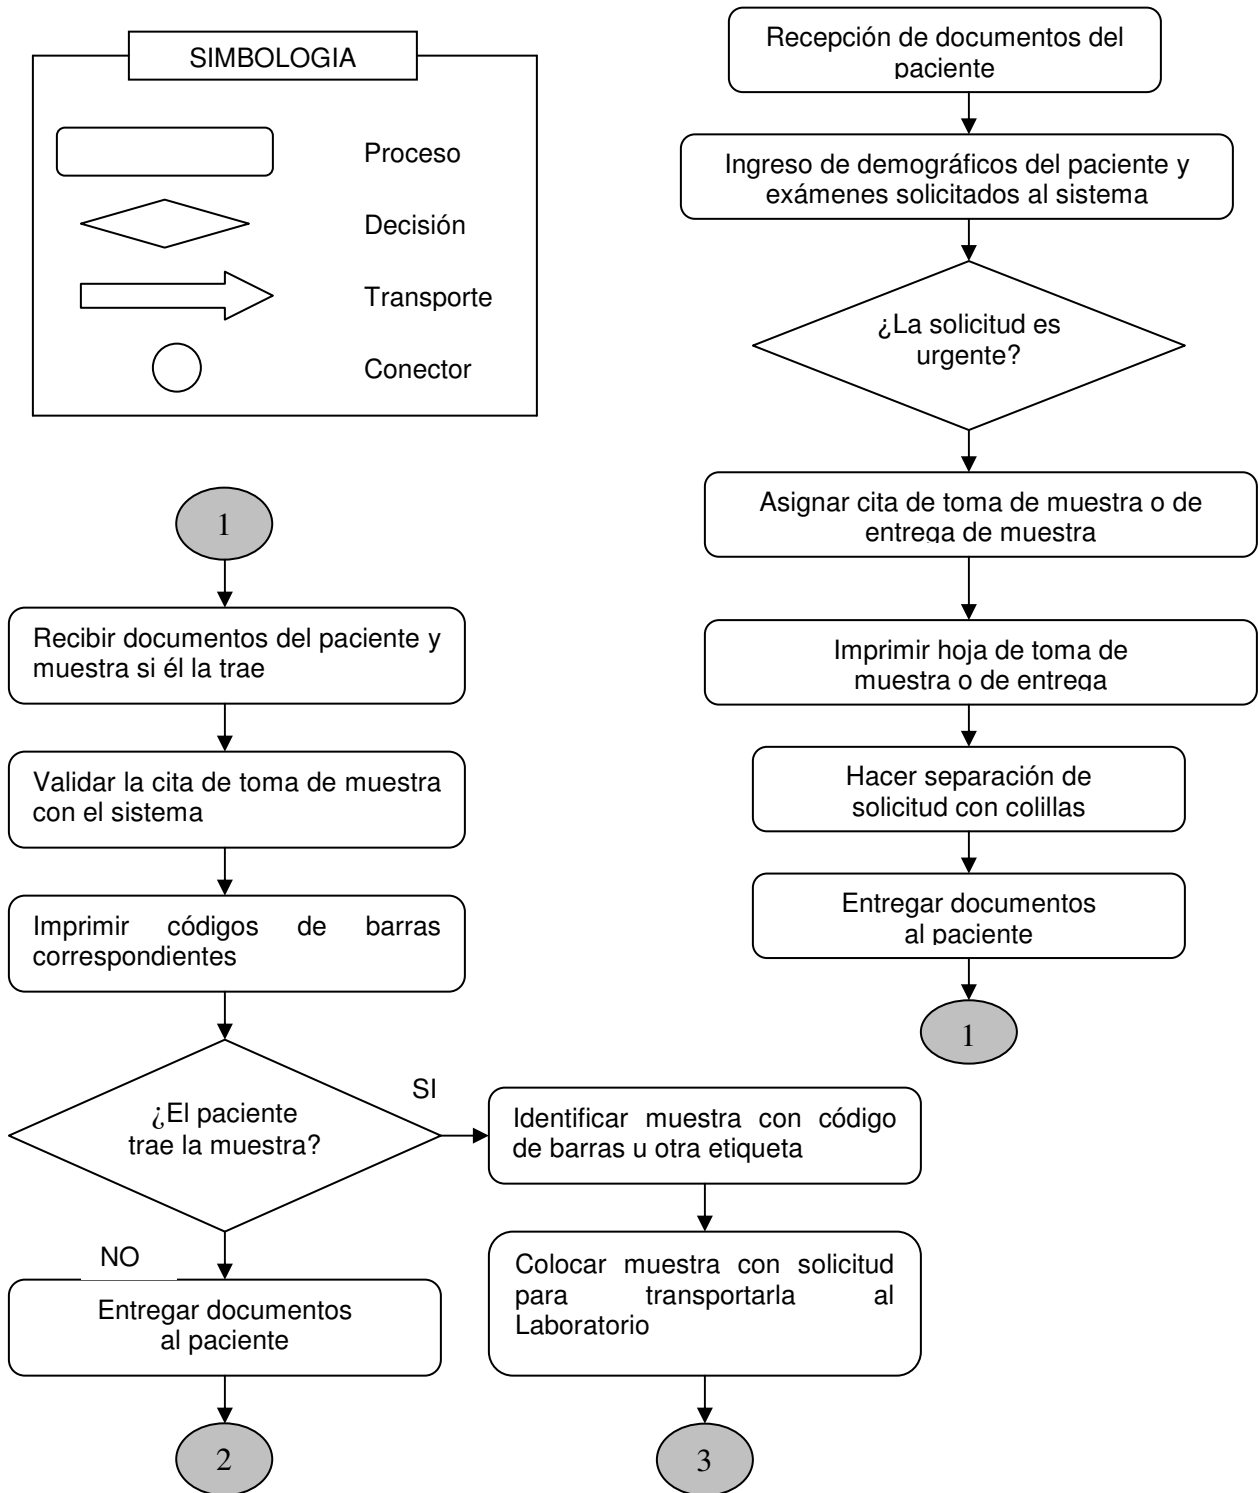 SIMBOLOGIA
Proceso
Decisión
Transporte
Conector
Recepción de documentos del
paciente
Ingreso de demográficos del paciente y
exámenes solicitados al sistema
¿La solicitud es
urgente?
Asignar cita de toma de muestra o de
entrega de muestra
Imprimir hoja de toma de
muestra o de entrega
Hacer separación de
solicitud con colillas
Entregar documentos
al paciente
1
1
Recibir documentos del paciente y
muestra si él la trae
Validar la cita de toma de muestra
con el sistema
Imprimir códigos de barras
correspondientes
¿El paciente
trae la muestra?
SI
Identificar muestra con código
de barras u otra etiqueta
Colocar muestra con solicitud
para transportarla al
Laboratorio
3
NO
Entregar documentos
al paciente
2